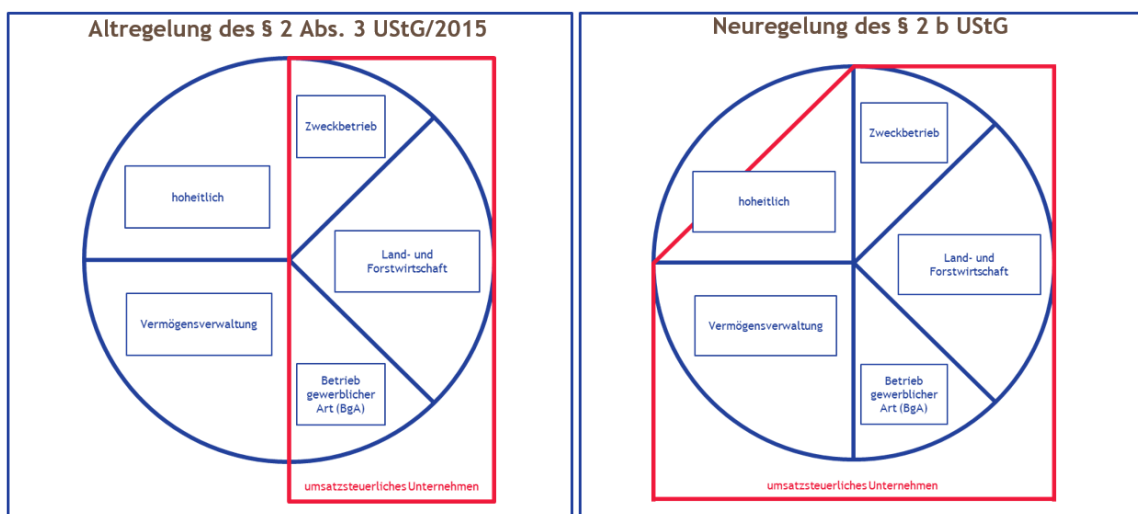 Altregelung des § 2 Abs. 3 UStG/2015
Zweckbetrieb
hoheitlich
Land- und
Forstwirtschaft
Vermögensverwaltung
Betrieb
gewerblicher
Art (BgA)
umsatzsteuerliches Unternehmen
Neuregelung des § 2 b UStG
Zweckbetrieb
hoheitlich
Land- und
Forstwirtschaft
Vermögensverwaltung
Betrieb
gewerblicher
Art (BgA)
umsatzsteuerliches Unternehmen